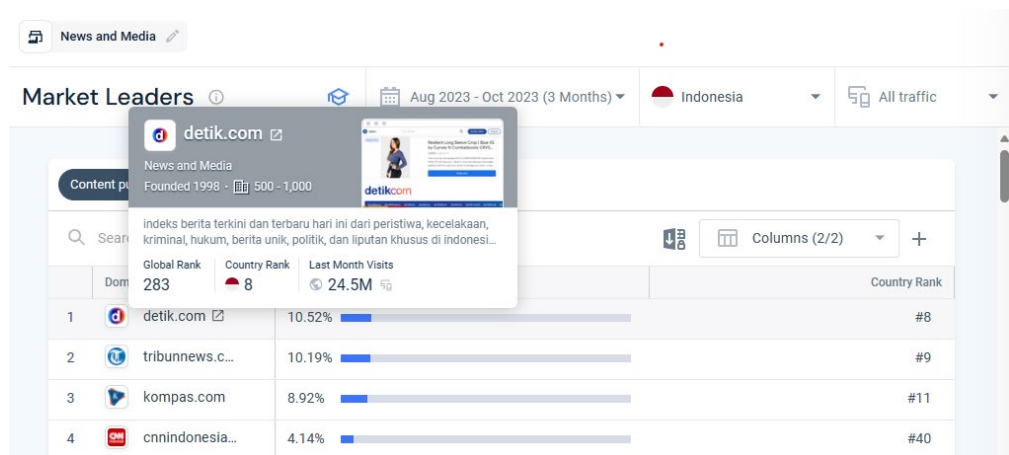 News and Media
Market Leaders
Aug 2023 - Oct 2023 (3 Months)
Indonesia
All traffic
detik.com
News and Media
Founded 1998 · 500 - 1,000
detikcom
indeks berita terkini dan terbaru hari ini dari peristiwa, kecelakaan,
kriminal, hukum, berita unik, politik, dan liputan khusus di indonesi...
Global Rank Country Rank Last Month Visits
283 8 24.5M
Content pu
Sear
Columns (2/2)
Dom Country Rank
1 detik.com 10.52% #8
2 tribunnews.c... 10.19% #9
3 kompas.com 8.92% #11
4 CNN cnnindonesia... 4.14% #40